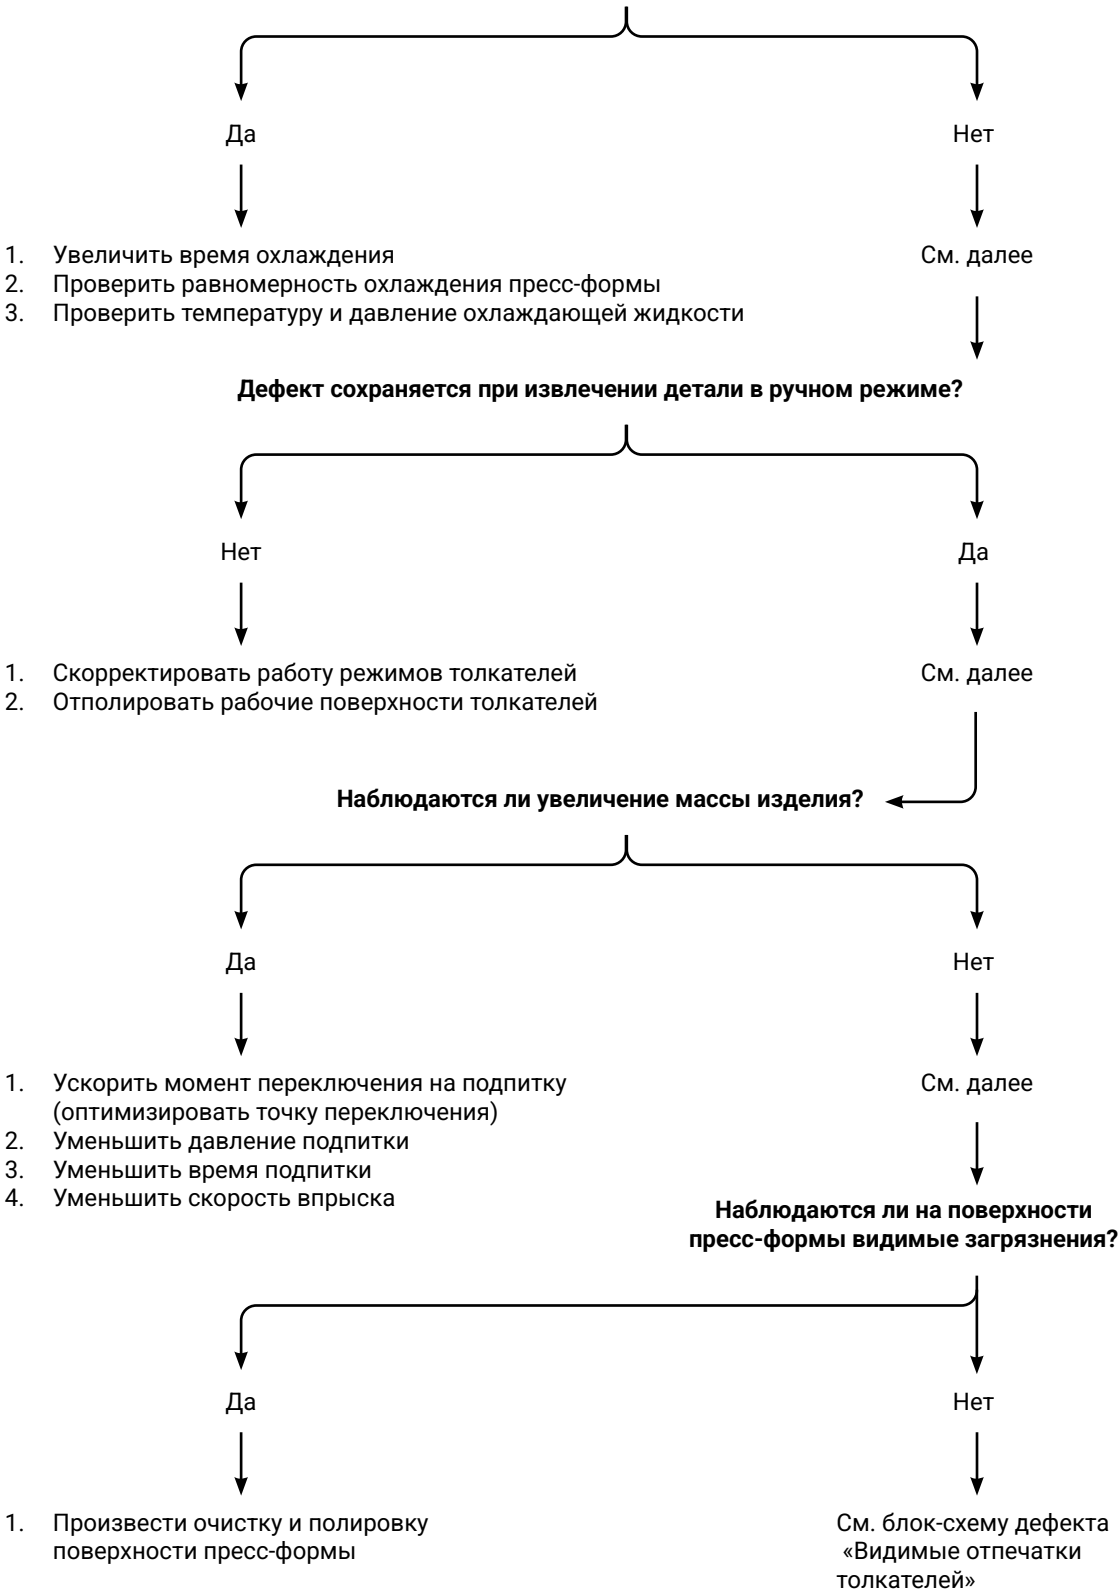 Да
Нет
1. Увеличить время охлаждения
2. Проверить равномерность охлаждения пресс-формы
3. Проверить температуру и давление охлаждающей жидкости
См. далее
Дефект сохраняется при извлечении детали в ручном режиме?
Нет
Да
1. Скорректировать работу режимов толкателей
2. Отполировать рабочие поверхности толкателей
См. далее
Наблюдаются ли увеличение массы изделия?
Да
Нет
1. Ускорить момент переключения на подпитку
(оптимизировать точку переключения)
2. Уменьшить давление подпитки
3. Уменьшить время подпитки
4. Уменьшить скорость впрыска
См. далее
Наблюдаются ли на поверхности
пресс-формы видимые загрязнения?
Да
Нет
1. Произвести очистку и полировку
поверхности пресс-формы
См. блок-схему дефекта
«Видимые отпечатки
толкателей»